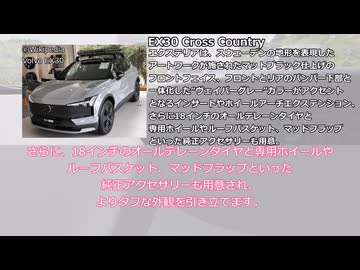 ©Wikipedia
Volvo EX30
EX30 Cross Country
エクステリアは、スウェーデンの地形を表現した
アートワークが施されたマットブラック仕上げの
フロントフェイス、フロントとリアのバンパー下部と
一体化した"ヴェイパーグレー"カラーがアクセント
となるインサートやホイールアーチエクステンション、
さらに18インチのオールテレーンタイヤと
専用ホイールやルーフバスケット、マッドフラップ
といった純正アクセサリーも用意。
さらに、18インチのオールテレーンタイヤと専用ホイールや
ルーフバスケット、マッドフラップといった
純正アクセサリーも用意され、
よりタフな外観を引き立てます。